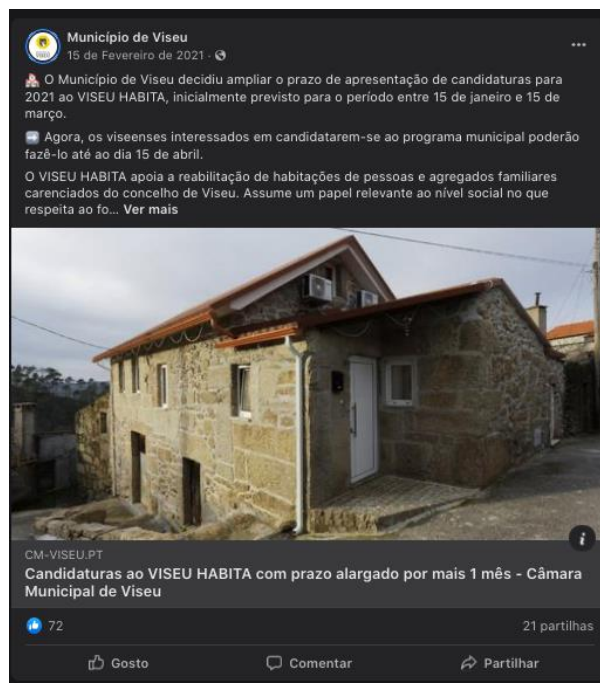 Município de Viseu
15 de Fevereiro de 2021 ·
O Município de Viseu decidiu ampliar o prazo de apresentação de candidaturas para
2021 ao VISEU HABITA, inicialmente previsto para o período entre 15 de janeiro e 15 de
março.
Agora, os viseenses interessados em candidatarem-se ao programa municipal poderão
fazê-lo até ao dia 15 de abril.
O VISEU HABITA apoia a reabilitação de habitações de pessoas e agregados familiares
carenciados do concelho de Viseu. Assume um papel relevante ao nível social no que
respeita ao fo... Ver mais
CM-VISEU.PT
Candidaturas ao VISEU HABITA com prazo alargado por mais 1 mês - Câmara
Municipal de Viseu
72
21 partilhas
Gosto
Comentar
Partilhar